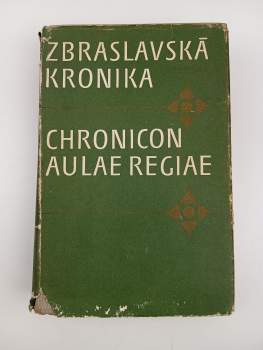 ZBRASLAVSKÁ
KRONIKA
CHRONICON
AULAE REGIAE